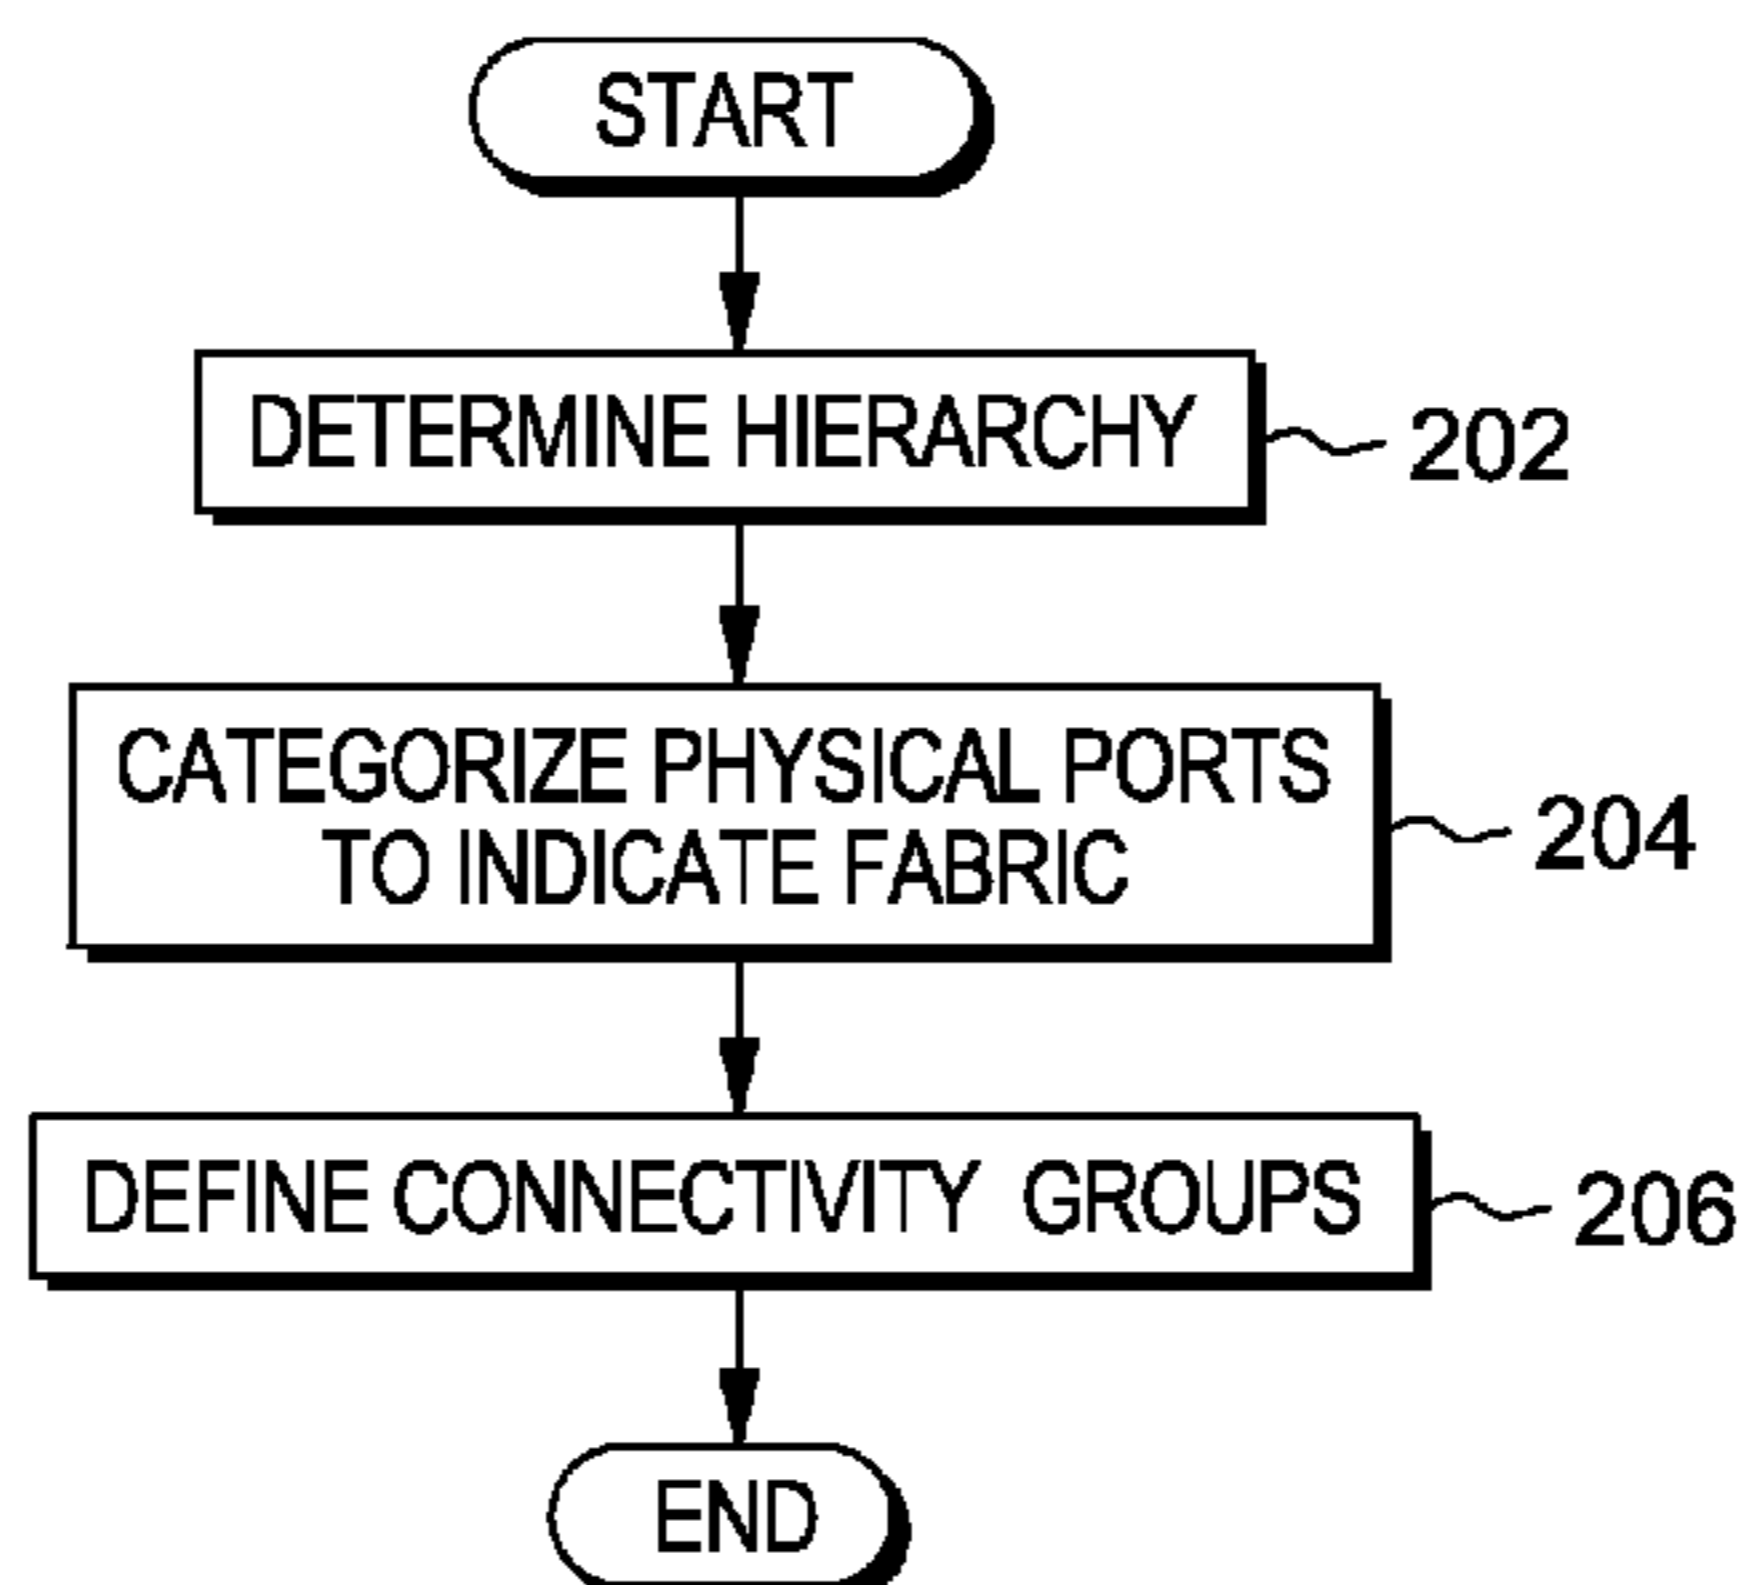 START
DETERMINE HIERARCHY
202
CATEGORIZE PHYSICAL PORTS
TO INDICATE FABRIC
204
DEFINE CONNECTIVITY GROUPS
206
END